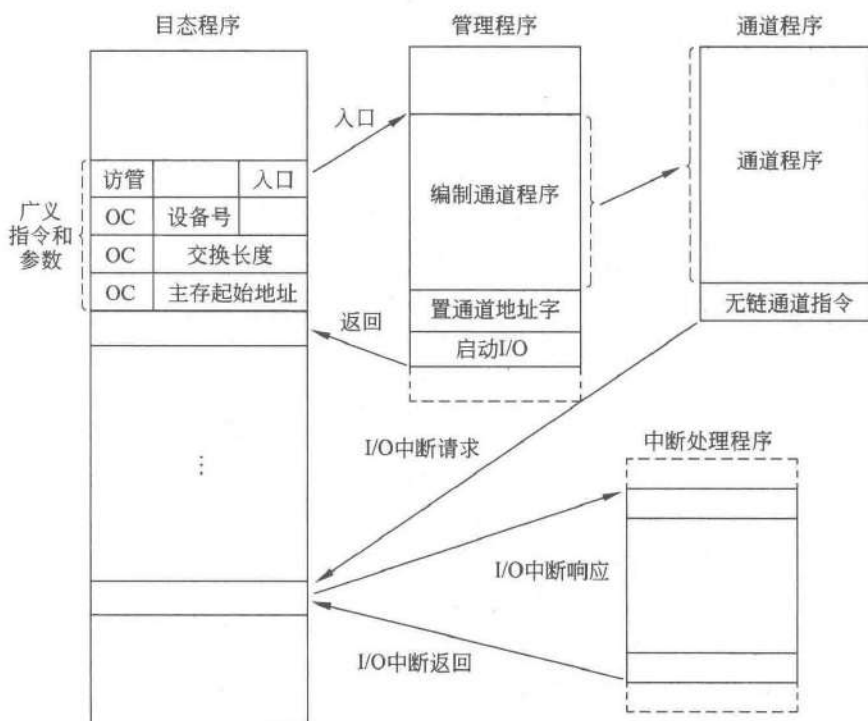 目态程序
管理程序
通道程序
入口
访管
入口
编制通道程序
通道程序
广义
指令和
参数
OC
设备号
OC
交换长度
OC
主存起始地址
置通道地址字
无链通道指令
返回
启动I/O
I/O中断请求
中断处理程序
⋮
I/O中断响应
I/O中断返回